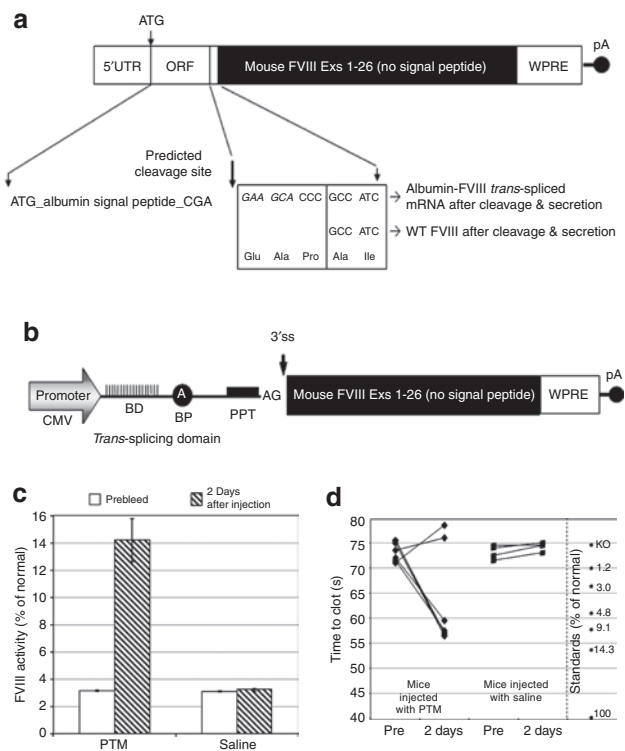 a
ATG
pA
5′UTR ORF Mouse FVIII Exs 1-26 (no signal peptide) WPRE
Predicted
cleavage site
ATG_albumin signal peptide_CGA
GAA GCA CCC GCC ATC
Albumin-FVIII trans-spliced
mRNA after cleavage & secretion
GCC ATC
WT FVIII after cleavage & secretion
Glu Ala Pro Ala Ile
b
3′ss
pA
Promoter A AG Mouse FVIII Exs 1-26 (no signal peptide) WPRE
CMV BD BP PPT
Trans-splicing domain
c
Prebleed
2 Days
after injection
FVIII activity (% of normal)
16
14
12
10
8
6
4
2
0
PTM Saline
d
Time to clot (s)
80
75
70
65
60
55
50
45
40
Mice
injected
with PTM
Mice injected
with saline
Pre 2 days Pre 2 days
Standards (% of normal)
KO
1.2
3.0
4.8
9.1
14.3
100